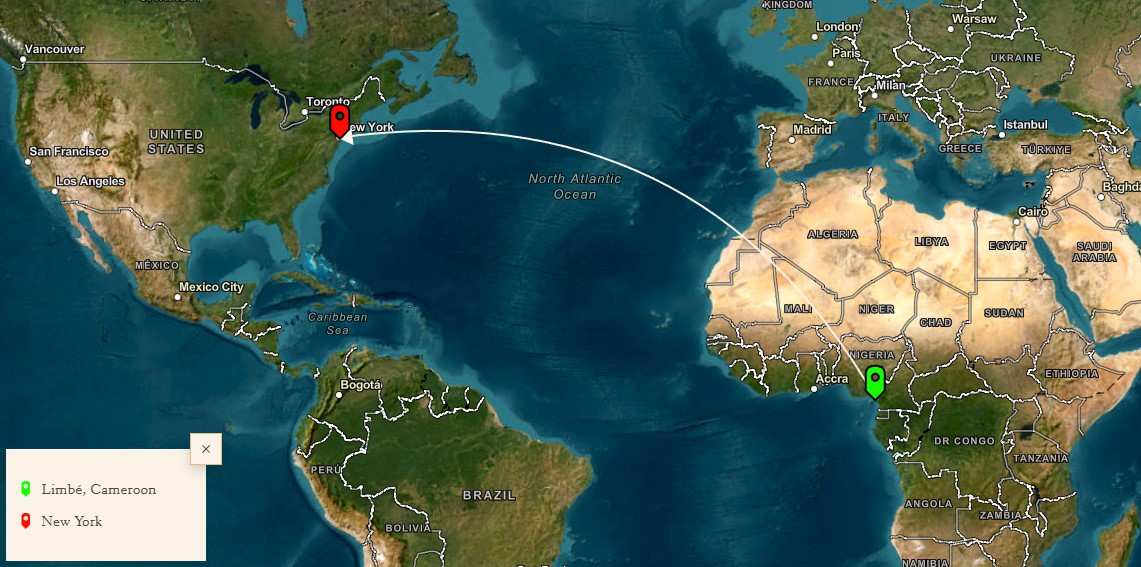 KINGDOM
Warsaw
London
Vancouver
Paris
UKRAINE
FRANCE
Milan
Toronto
ew York
ITALY
Istanbul
Madrid
UNITED
STATES
GREECE
TÜRKIYE
San Francisco
Los Angeles
North Atlantic
Ocean
Baghda
Cairo
ALGERIA
LIBYA
EGYPT
SAUDI
ARABIA
MÉXICO
Mexico City
MALI
NIGER
SUDAN
CHAD
Caribbean
Sea
NIGERIA
ETHIOPIA
Accra
Bogotá
DR CONGO
TANZANIA
PERÚ
BRAZIL
ANGOLA
ZAMBIA
BOLIVIA
NAMIBIA
×
Limbé, Cameroon
New York